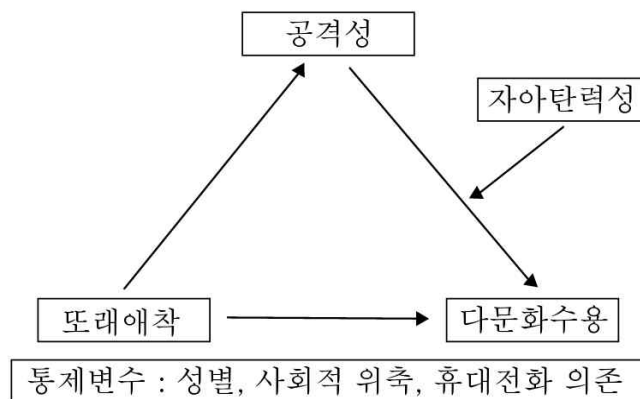 공격성
자아탄력성
또래애착
다문화수용
통제변수 : 성별, 사회적 위축, 휴대전화 의존